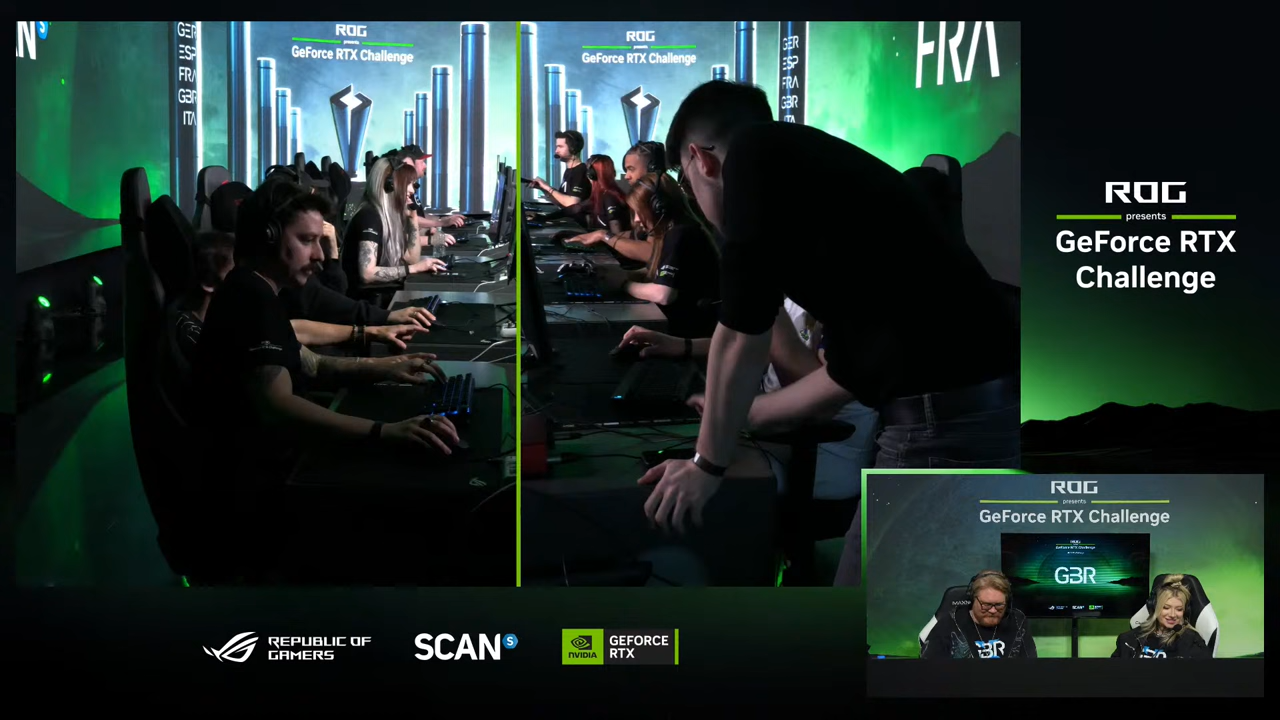 N S
GER
ESP
FRA
GBR
ITA
ROG
presents
GeForce RTX Challenge
ROG
presents
GeForce RTX Challenge
GER
ESP
FRA
GBR
ITA
FRA
ROG
presents
GeForce RTX
Challenge
ROG
presents
GeForce RTX Challenge
GBR
GBR
REPUBLIC OF
GAMERS
SCAN S
NVIDIA
GEFORCE
RTX